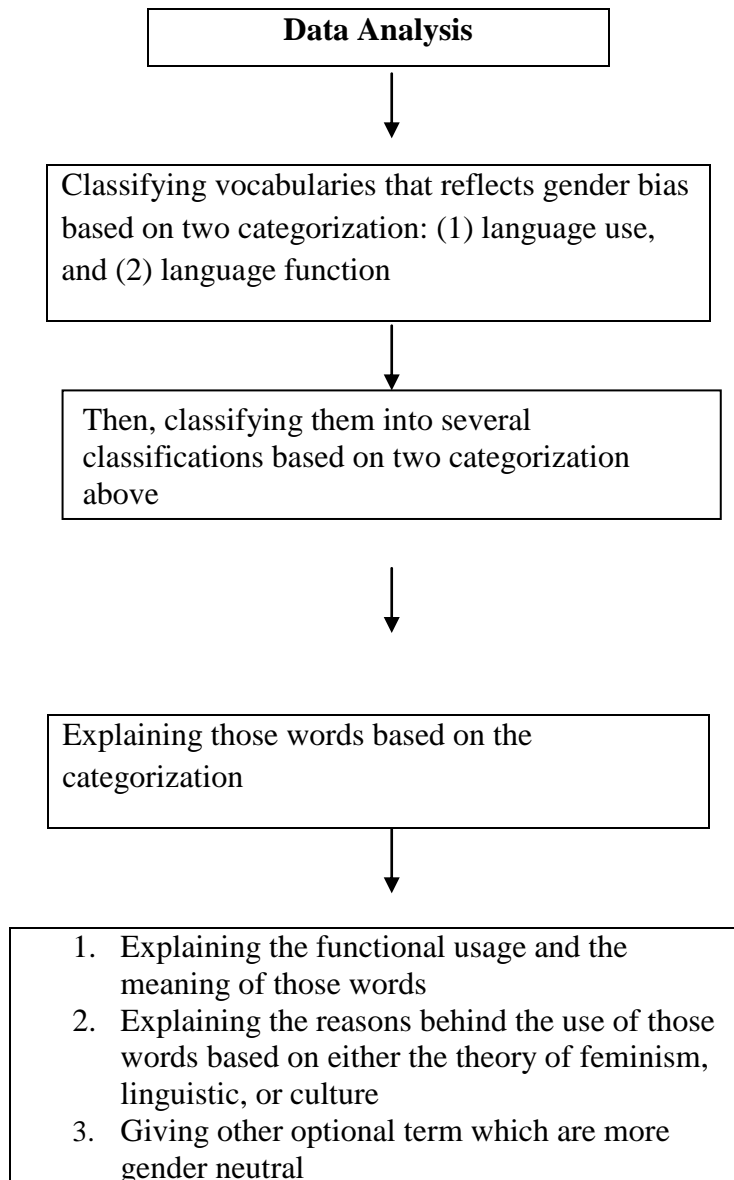 Data Analysis
Classifying vocabularies that reflects gender bias
based on two categorization: (1) language use,
and (2) language function
Then, classifying them into several
classifications based on two categorization
above
Explaining those words based on the
categorization
1. Explaining the functional usage and the
meaning of those words
2. Explaining the reasons behind the use of those
words based on either the theory of feminism,
linguistic, or culture
3. Giving other optional term which are more
gender neutral